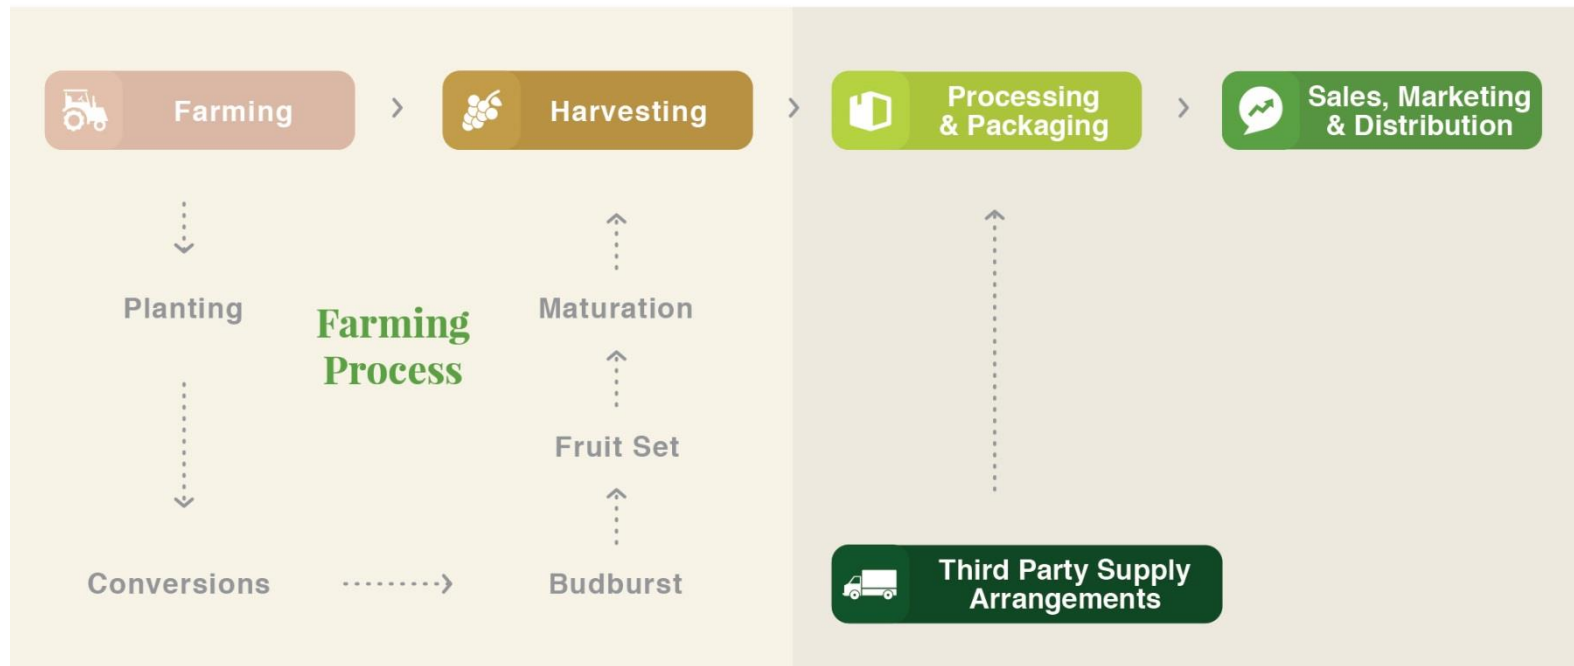 Farming
Harvesting
Processing
& Packaging
Sales, Marketing
& Distribution
Planting
Farming
Process
Maturation
Fruit Set
Conversions
Budburst
Third Party Supply
Arrangements